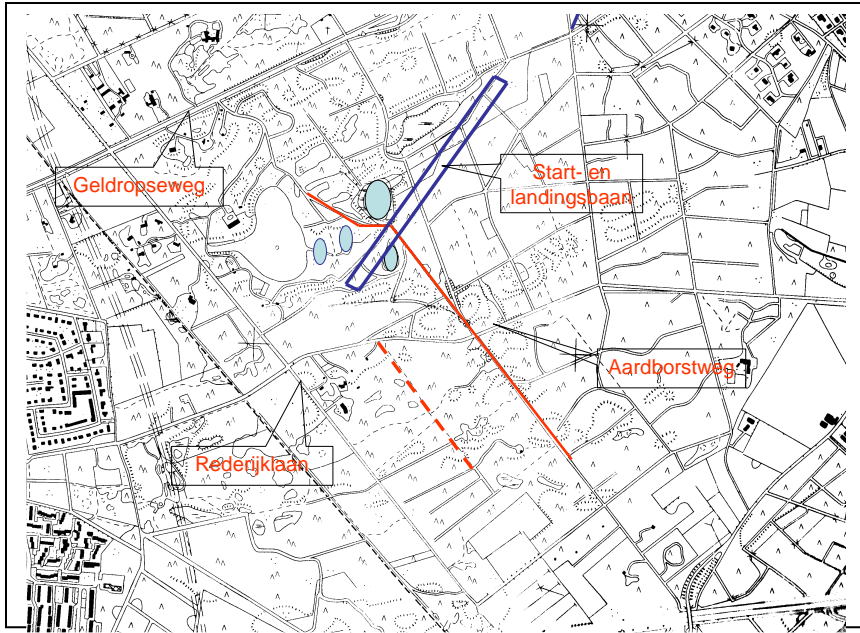 Geldropseweg
Start- en
landingsbaan
Aardborstweg
Rederijklaan